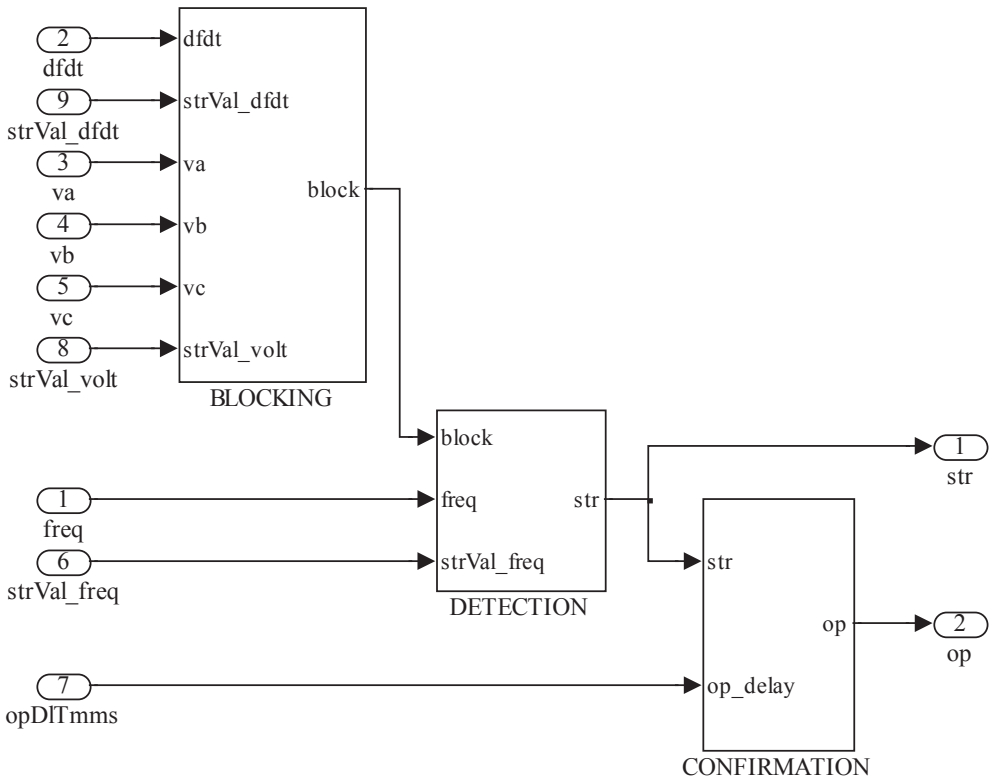 2
dfdt
dfdt
9
strVal_dfdt
strVal_dfdt
3
va
va
block
4
vb
vb
5
vc
vc
8
strVal_volt
strVal_volt
BLOCKING
block
1
str
1
freq
freq
str
6
strVal_freq
strVal_freq
DETECTION
str
op
2
op
7
opDlTmms
op_delay
CONFIRMATION